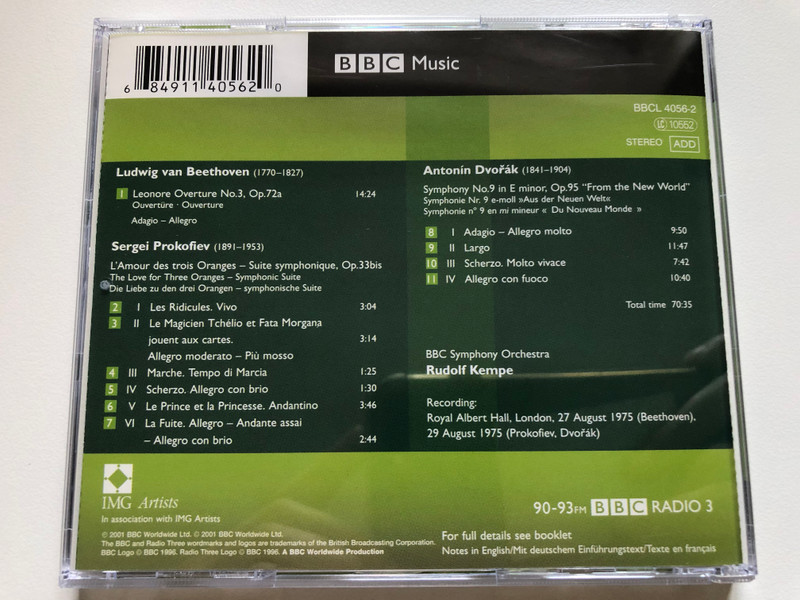 6 84911 40562 0
BBC Music
BBCL 4056-2
LC 10552
STEREO ADD
Ludwig van Beethoven (1770–1827)
1 Leonore Overture No.3, Op.72a 14:24
Ouvertüre · Ouverture
Adagio – Allegro
Sergei Prokofiev (1891–1953)
L'Amour des trois Oranges – Suite symphonique, Op.33bis
The Love for Three Oranges – Symphonic Suite
Die Liebe zu den drei Orangen – symphonische Suite
2 I Les Ridicules. Vivo 3:04
3 II Le Magicien Tchélio et Fata Morgana
jouent aux cartes. 3:14
Allegro moderato – Più mosso
4 III Marche. Tempo di Marcia 1:25
5 IV Scherzo. Allegro con brio 1:30
6 V Le Prince et la Princesse. Andantino 3:46
7 VI La Fuite. Allegro – Andante assai
– Allegro con brio 2:44
Antonín Dvořák (1841–1904)
Symphony No.9 in E minor, Op.95 "From the New World"
Symphonie Nr. 9 e-moll »Aus der Neuen Welt«
Symphonie n° 9 en mi mineur « Du Nouveau Monde »
8 I Adagio – Allegro molto 9:50
9 II Largo 11:47
10 III Scherzo. Molto vivace 7:42
11 IV Allegro con fuoco 10:40
Total time 70:35
BBC Symphony Orchestra
Rudolf Kempe
Recording:
Royal Albert Hall, London, 27 August 1975 (Beethoven),
29 August 1975 (Prokofiev, Dvořák)
IMG Artists
In association with IMG Artists
© 2001 BBC Worldwide Ltd. ℗ 2001 BBC Worldwide Ltd.
The BBC and Radio Three wordmarks and logos are trademarks of the British Broadcasting Corporation.
BBC Logo © BBC 1996. Radio Three Logo © BBC 1996. A BBC Worldwide Production
90-93FM BBC RADIO 3
For full details see booklet
Notes in English/Mit deutschem Einführungstext/Texte en français